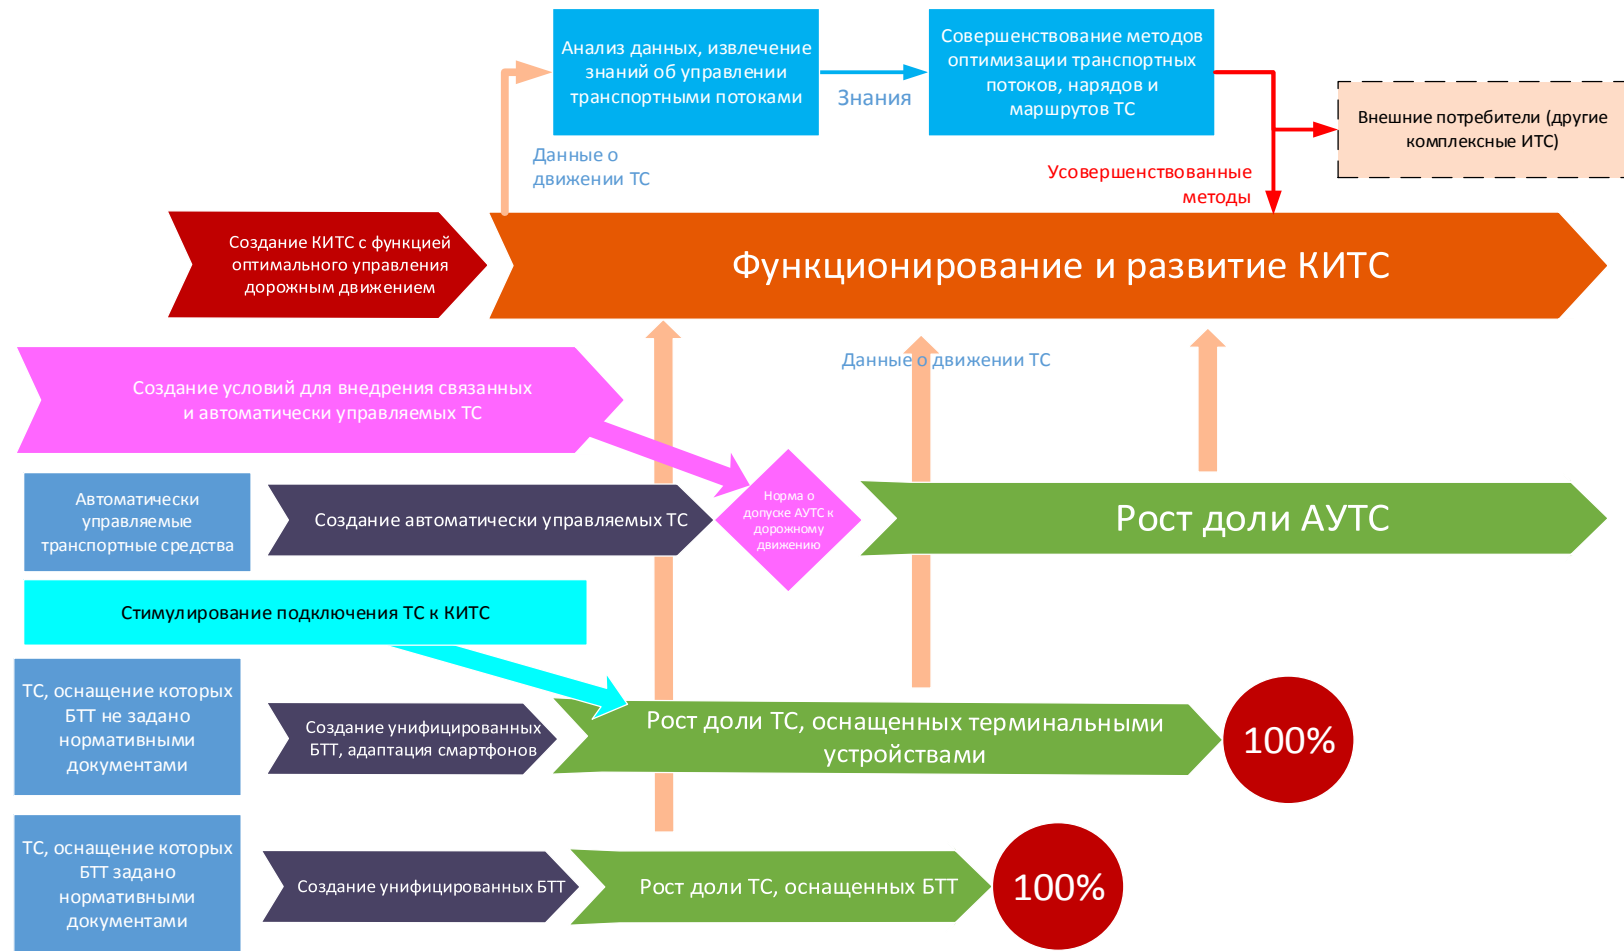 Анализ данных, извлечение
знаний об управлении
транспортными потоками
Знания
Совершенствование методов
оптимизации транспортных
потоков, нарядов и
маршрутов ТС
Внешние потребители (другие
комплексные ИТС)
Данные о
движении ТС
Усовершенствованные
методы
Создание КИТС с функцией
оптимального управления
дорожным движением
Функционирование и развитие КИТС
Данные о движении ТС
Создание условий для внедрения связанных
и автоматически управляемых ТС
Автоматически
управляемые
транспортные средства
Создание автоматически управляемых ТС
Норма о
допуске АУТС к
дорожному
движению
Рост доли АУТС
Стимулирование подключения ТС к КИТС
ТС, оснащение которых
БТТ не задано
нормативными
документами
Создание унифицированных
БТТ, адаптация смартфонов
Рост доли ТС, оснащенных терминальными
устройствами
100%
ТС, оснащение которых
БТТ задано
нормативными
документами
Создание унифицированных БТТ
Рост доли ТС, оснащенных БТТ
100%